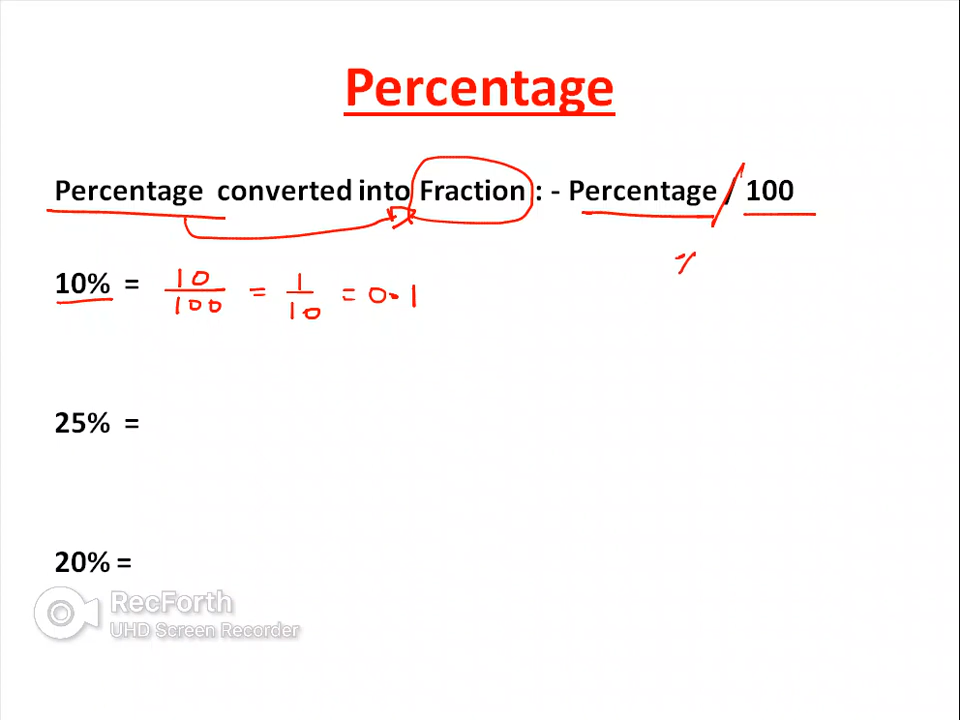 Percentage
Percentage converted into Fraction : - Percentage / 100
%
10% = 10/100 = 1/10 = 0.1
25% =
20% =
RecForth
UHD Screen Recorder